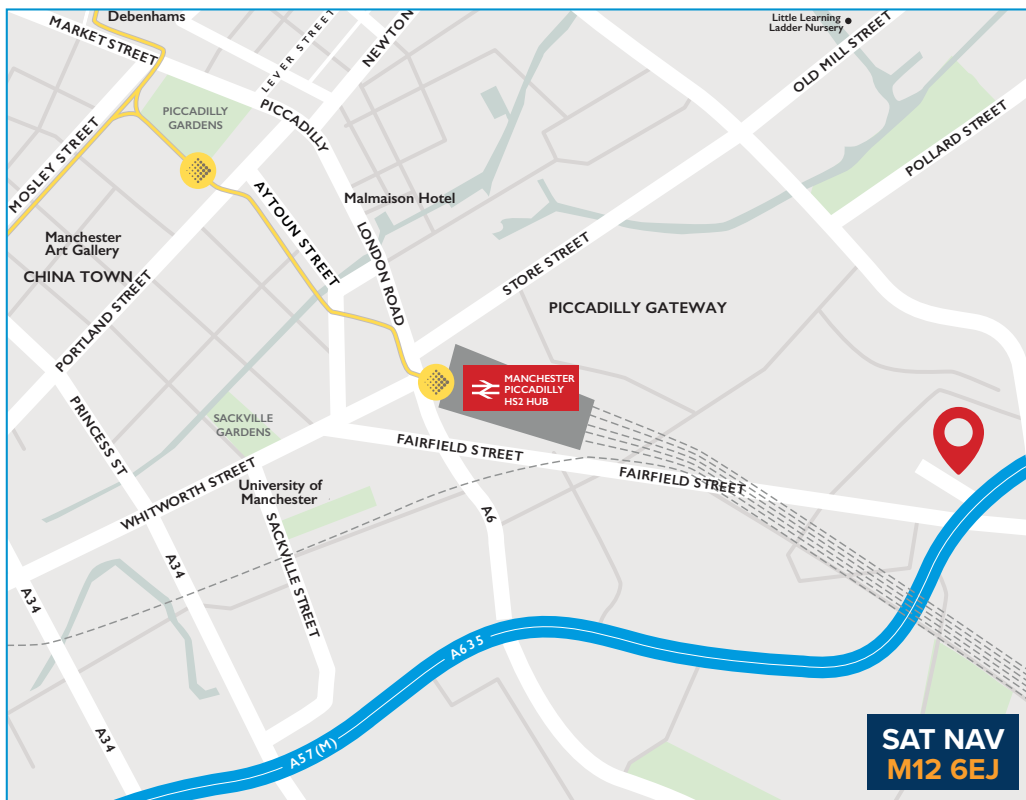 Debenhams
MARKET STREET
LEVER STREET
NEWTON
Little Learning
Ladder Nursery
OLD MILL STREET
PICCADILLY
GARDENS
PICCADILLY
MOSLEY STREET
POLLARD STREET
AYTOUN STREET
Malmaison Hotel
Manchester
Art Gallery
CHINA TOWN
LONDON ROAD
STORE STREET
PORTLAND STREET
PICCADILLY GATEWAY
MANCHESTER
PICCADILLY
HS2 HUB
PRINCESS ST
SACKVILLE
GARDENS
FAIRFIELD STREET
FAIRFIELD STREET
WHITWORTH STREET
University of
Manchester
A6
SACKVILLE STREET
A34
A34
A635
A34
A57(M)
SAT NAV
M12 6EJ